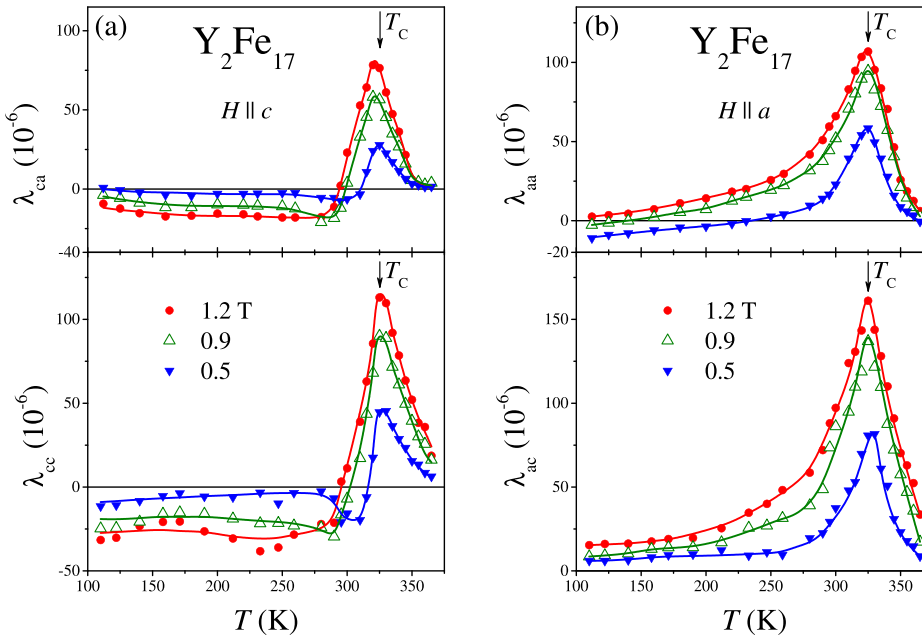 (a)
Y₂Fe₁₇
H ∥ c
T_C
λ_ca (10⁻⁶)
100
50
0
-40
(b)
Y₂Fe₁₇
H ∥ a
T_C
λ_aa (10⁻⁶)
100
50
0
-20
T_C
1.2 T
0.9
0.5
λ_cc (10⁻⁶)
100
50
0
-50
100 150 200 250 300 350
T (K)
T_C
1.2 T
0.9
0.5
λ_ac (10⁻⁶)
150
100
50
0
100 150 200 250 300 350
T (K)